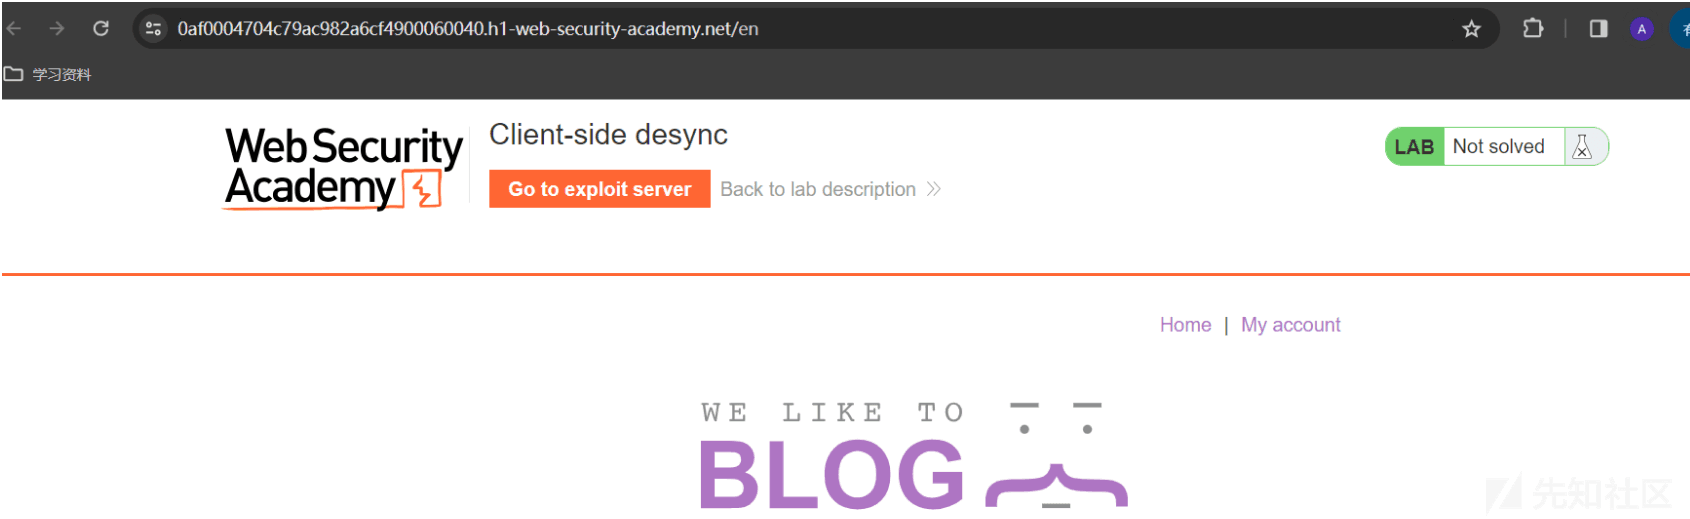 0af0004704c79ac982a6cf4900060040.h1-web-security-academy.net/en
A
学习资料
Web Security
Academy
Client-side desync
LAB Not solved
Go to exploit server Back to lab description
Home | My account
WE LIKE TO
BLOG
先知社区